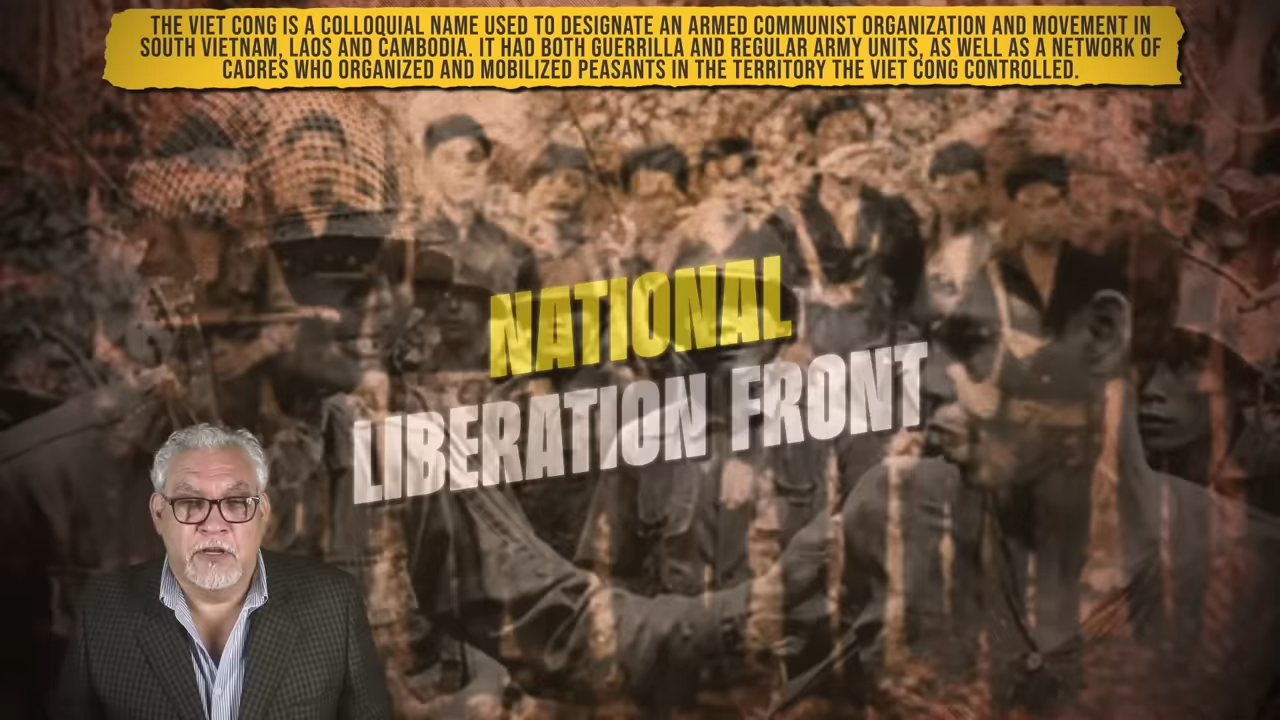 THE VIET CONG IS A COLLOQUIAL NAME USED TO DESIGNATE AN ARMED COMMUNIST ORGANIZATION AND MOVEMENT IN
SOUTH VIETNAM, LAOS AND CAMBODIA. IT HAD BOTH GUERRILLA AND REGULAR ARMY UNITS, AS WELL AS A NETWORK OF
CADRES WHO ORGANIZED AND MOBILIZED PEASANTS IN THE TERRITORY THE VIET CONG CONTROLLED.
NATIONAL
LIBERATION FRONT